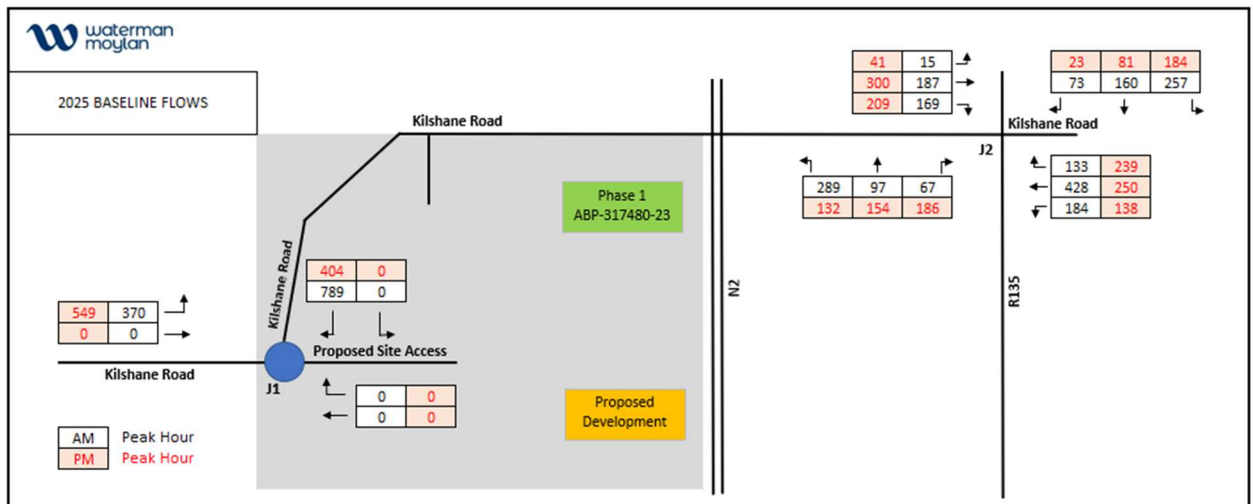 waterman
moylan
2025 BASELINE FLOWS
41 15
300 187
209 169
23 81 184
73 160 257
Kilshane Road
Kilshane Road
J2
133 239
428 250
184 138
289 97 67
132 154 186
Phase 1
ABP-317480-23
Kilshane Road
404 0
789 0
N2
R135
549 370
0 0
Proposed Site Access
Kilshane Road
J1
0 0
0 0
Proposed
Development
AM Peak Hour
PM Peak Hour